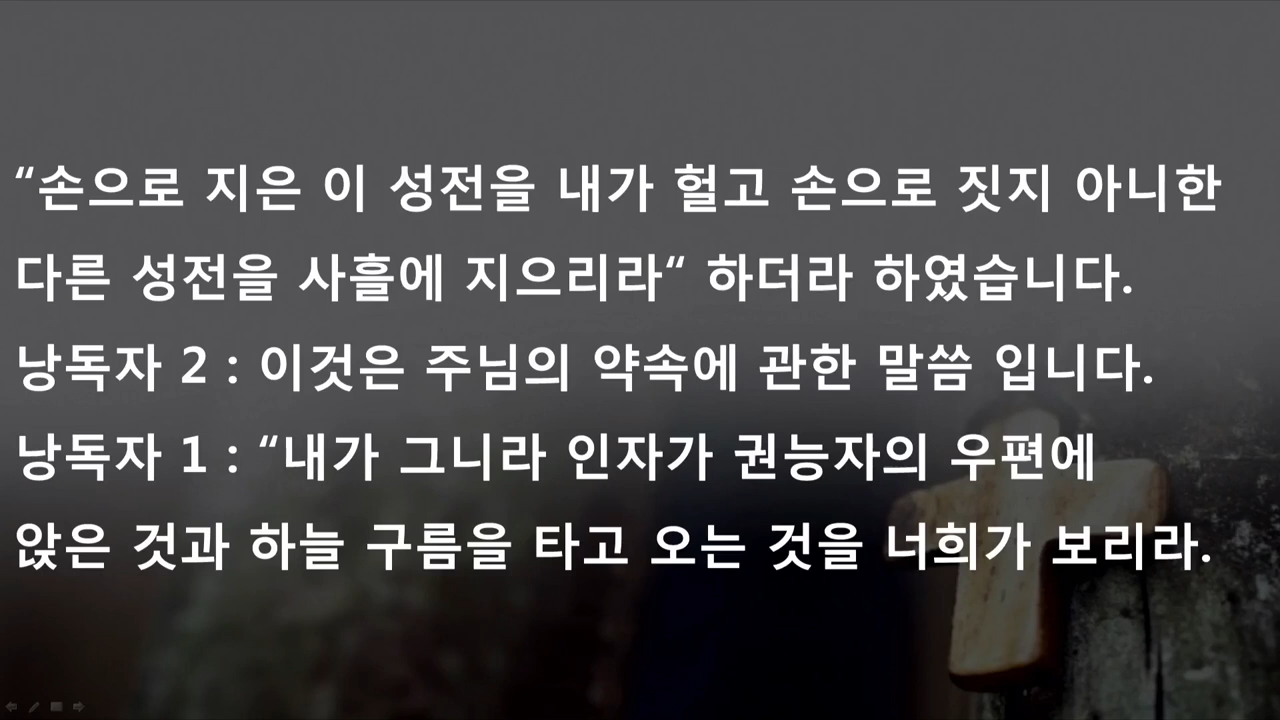 “손으로 지은 이 성전을 내가 헐고 손으로 짓지 아니한
다른 성전을 사흘에 지으리라“ 하더라 하였습니다.
낭독자 2 : 이것은 주님의 약속에 관한 말씀 입니다.
낭독자 1 : “내가 그니라 인자가 권능자의 우편에
앉은 것과 하늘 구름을 타고 오는 것을 너희가 보리라.